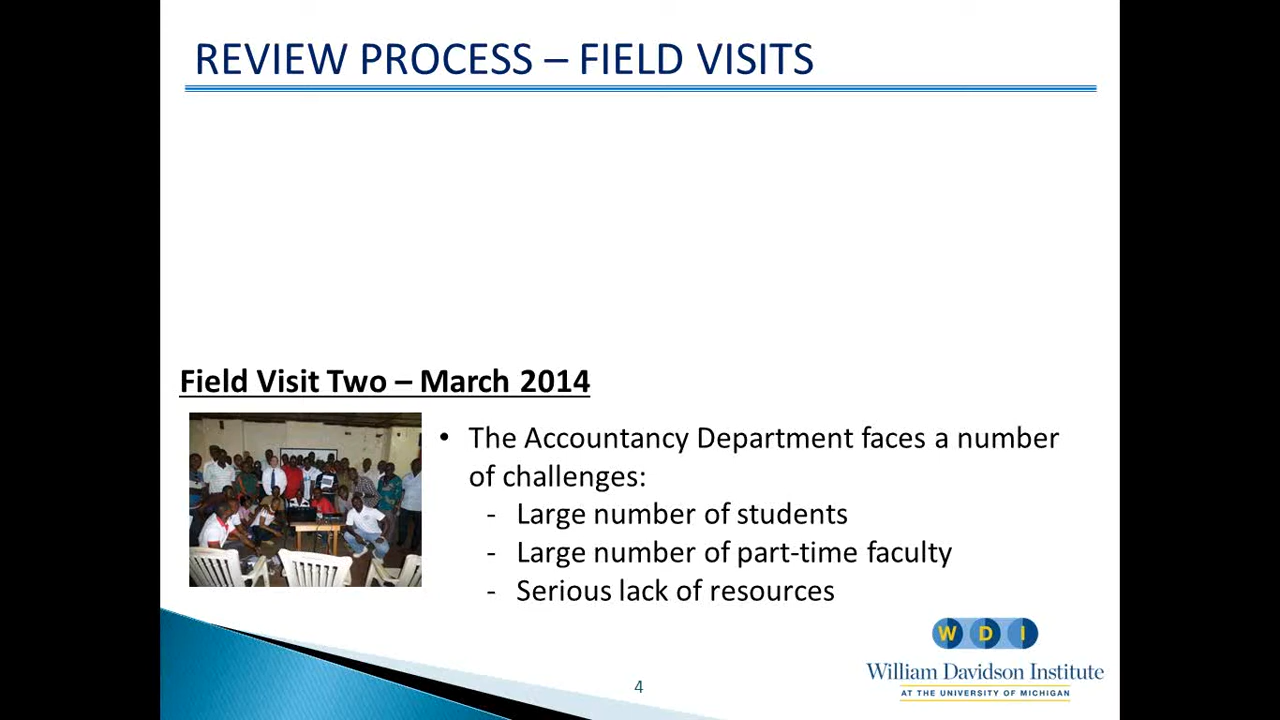 REVIEW PROCESS – FIELD VISITS
Field Visit Two – March 2014
• The Accountancy Department faces a number
of challenges:
- Large number of students
- Large number of part-time faculty
- Serious lack of resources
W D I
William Davidson Institute
AT THE UNIVERSITY OF MICHIGAN
4